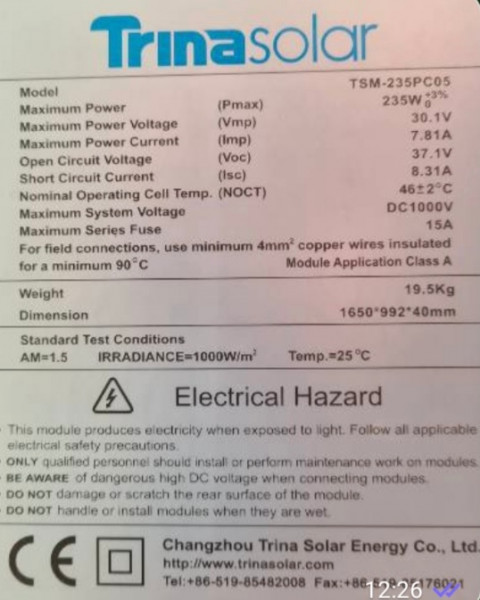 Trinasolar
Model TSM-235PC05
Maximum Power (Pmax) 235W +3% 0
Maximum Power Voltage (Vmp) 30.1V
Maximum Power Current (Imp) 7.81A
Open Circuit Voltage (Voc) 37.1V
Short Circuit Current (Isc) 8.31A
Nominal Operating Cell Temp. (NOCT) 46±2°C
Maximum System Voltage DC1000V
Maximum Series Fuse 15A
For field connections, use minimum 4mm² copper wires insulated
for a minimum 90°C Module Application Class A
Weight 19.5Kg
Dimension 1650*992*40mm
Standard Test Conditions
AM=1.5 IRRADIANCE=1000W/m² Temp.=25°C
Electrical Hazard
This module produces electricity when exposed to light. Follow all applicable
electrical safety precautions.
ONLY qualified personnel should install or perform maintenance work on modules.
BE AWARE of dangerous high DC voltage when connecting modules.
DO NOT damage or scratch the rear surface of the module.
DO NOT handle or install modules when they are wet.
CE
Changzhou Trina Solar Energy Co., Ltd.
http://www.trinasolar.com
Tel:+86-519-85482008 Fax:
12:26